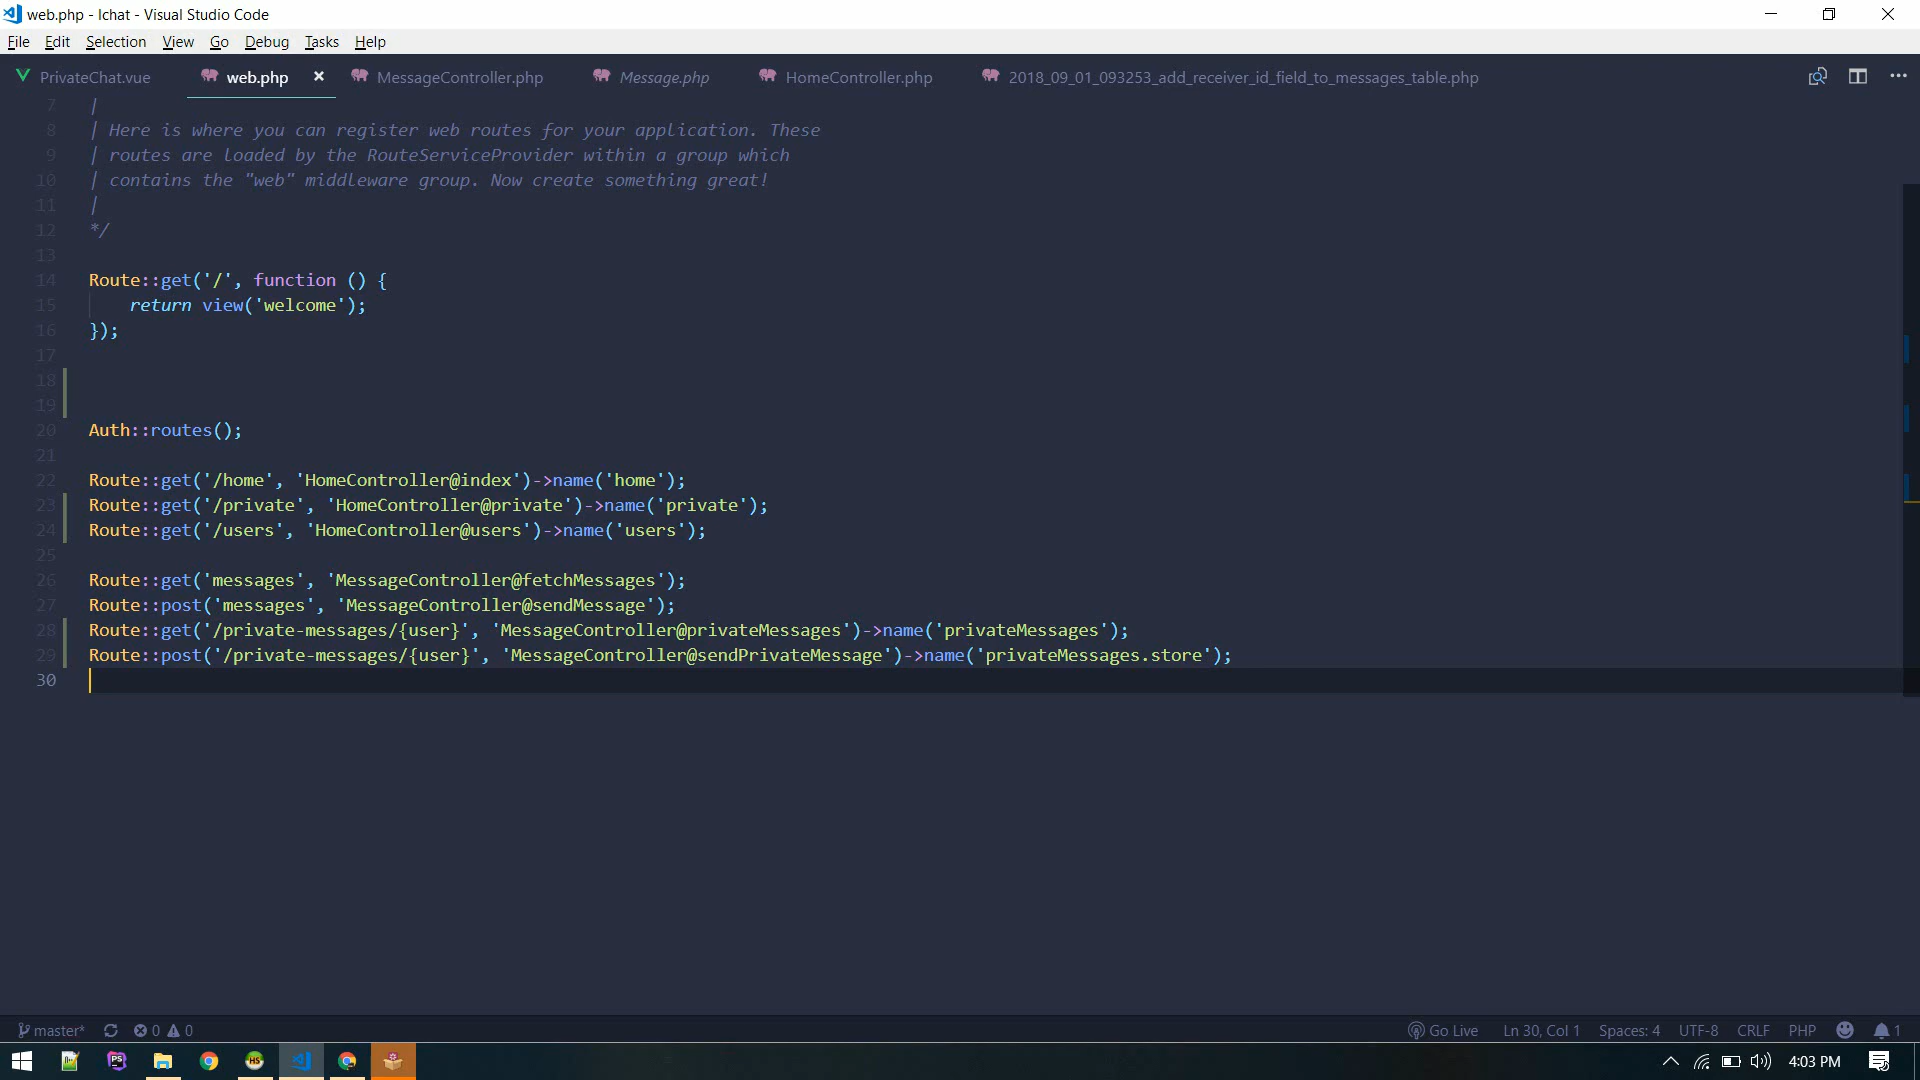 web.php - lchat - Visual Studio Code
File Edit Selection View Go Debug Tasks Help
PrivateChat.vue web.php MessageController.php Message.php HomeController.php 2018_09_01_093253_add_receiver_id_field_to_messages_table.php
7 |
8 | Here is where you can register web routes for your application. These
9 | routes are loaded by the RouteServiceProvider within a group which
10 | contains the "web" middleware group. Now create something great!
11 |
12 */
13
14 Route::get('/', function () {
15 return view('welcome');
16 });
17
18
19
20 Auth::routes();
21
22 Route::get('/home', 'HomeController@index')->name('home');
23 Route::get('/private', 'HomeController@private')->name('private');
24 Route::get('/users', 'HomeController@users')->name('users');
25
26 Route::get('messages', 'MessageController@fetchMessages');
27 Route::post('messages', 'MessageController@sendMessage');
28 Route::get('/private-messages/{user}', 'MessageController@privateMessages')->name('privateMessages');
29 Route::post('/private-messages/{user}', 'MessageController@sendPrivateMessage')->name('privateMessages.store');
30
master* 0 0 Go Live Ln 30, Col 1 Spaces: 4 UTF-8 CRLF PHP 1
PS HS 4:03 PM